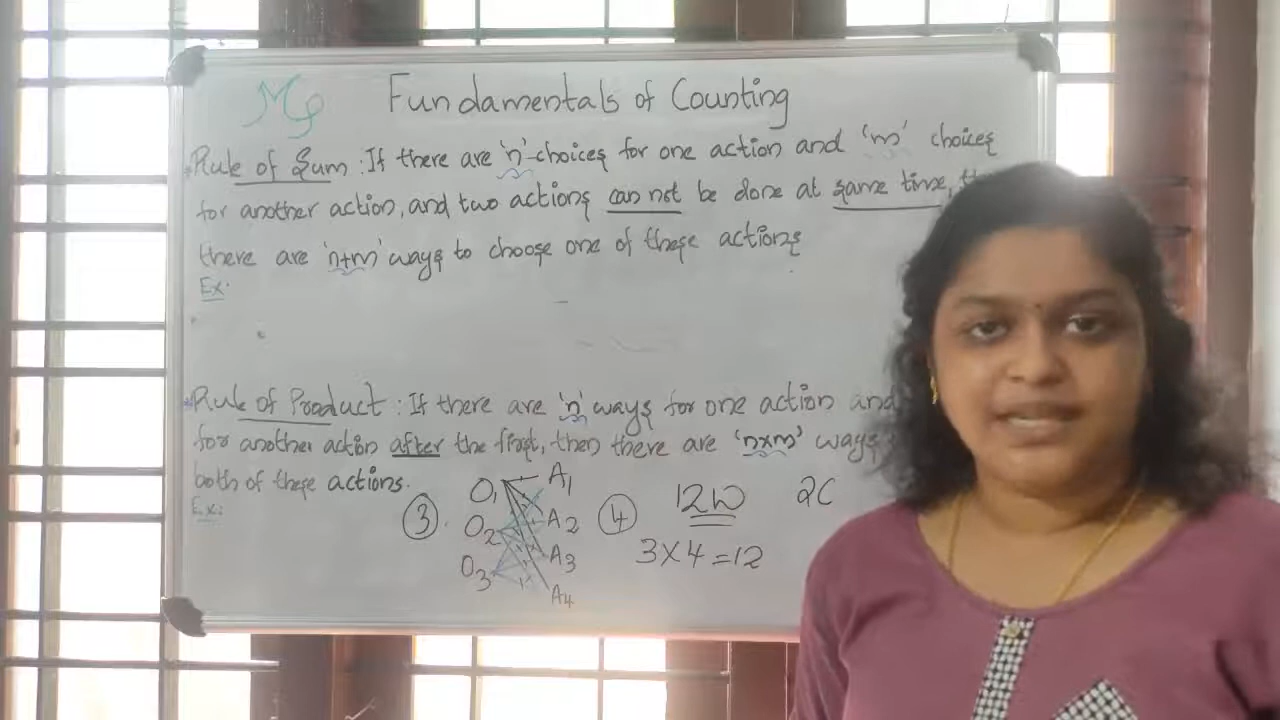 MG
Fundamentals of Counting
*Rule of Sum : If there are 'n'-choices for one action and 'm' choices
for another action, and two actions can not be done at same time,
there are 'n+m' ways to choose one of these actions
Ex:
*Rule of Product : If there are 'n' ways for one action and
for another action after the first, then there are 'n×m' ways
both of these actions.
Ex:
3
O1 A1
O2 A2
O3 A3
A4
4
12W 2C
3×4=12